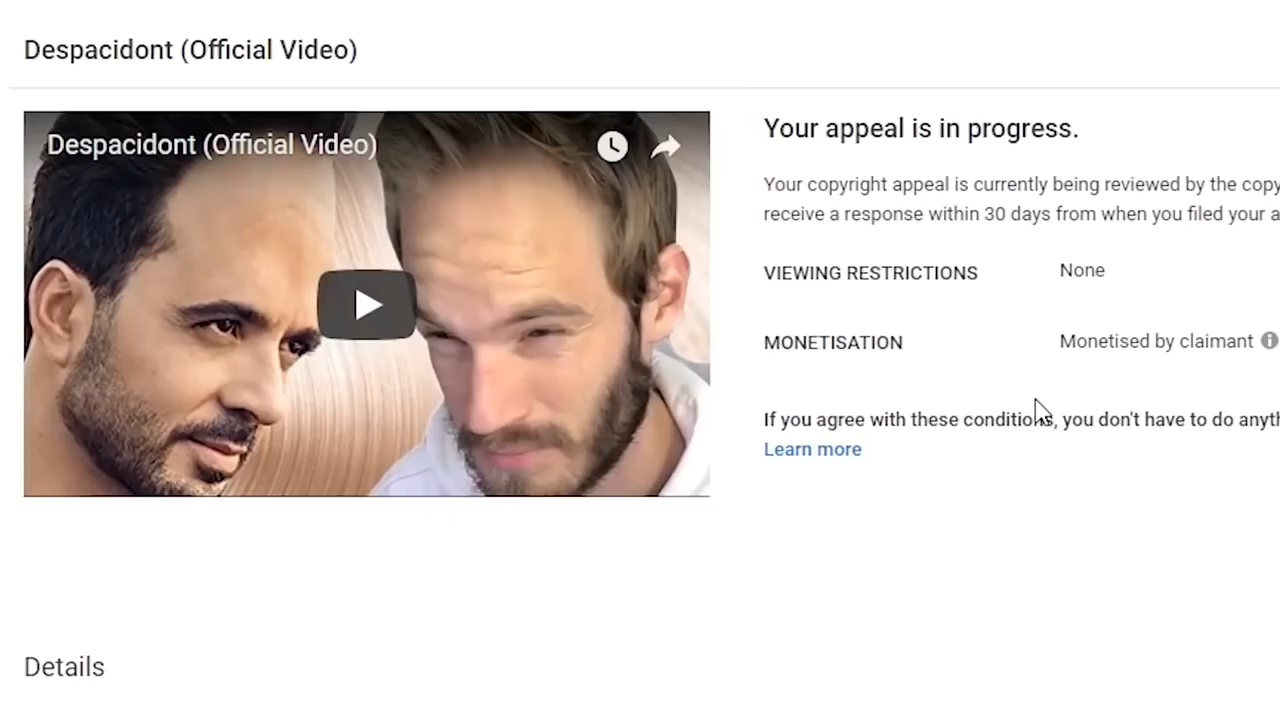 Despacidont (Official Video)
Despacidont (Official Video)
Your appeal is in progress.
Your copyright appeal is currently being reviewed by the copy
receive a response within 30 days from when you filed your a
VIEWING RESTRICTIONS None
MONETISATION Monetised by claimant
If you agree with these conditions, you don't have to do anyth
Learn more
Details